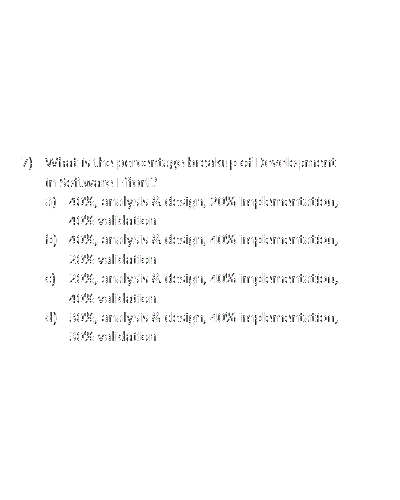 7) What is the percentage breakup of Development
in Software Effort?
a) 40%, analysis & design, 20% implementation,
40% validation
b) 40%, analysis & design, 40% implementation,
20% validation
c) 20%, analysis & design, 40% implementation,
40% validation
d) 30%, analysis & design, 40% implementation,
30% validation